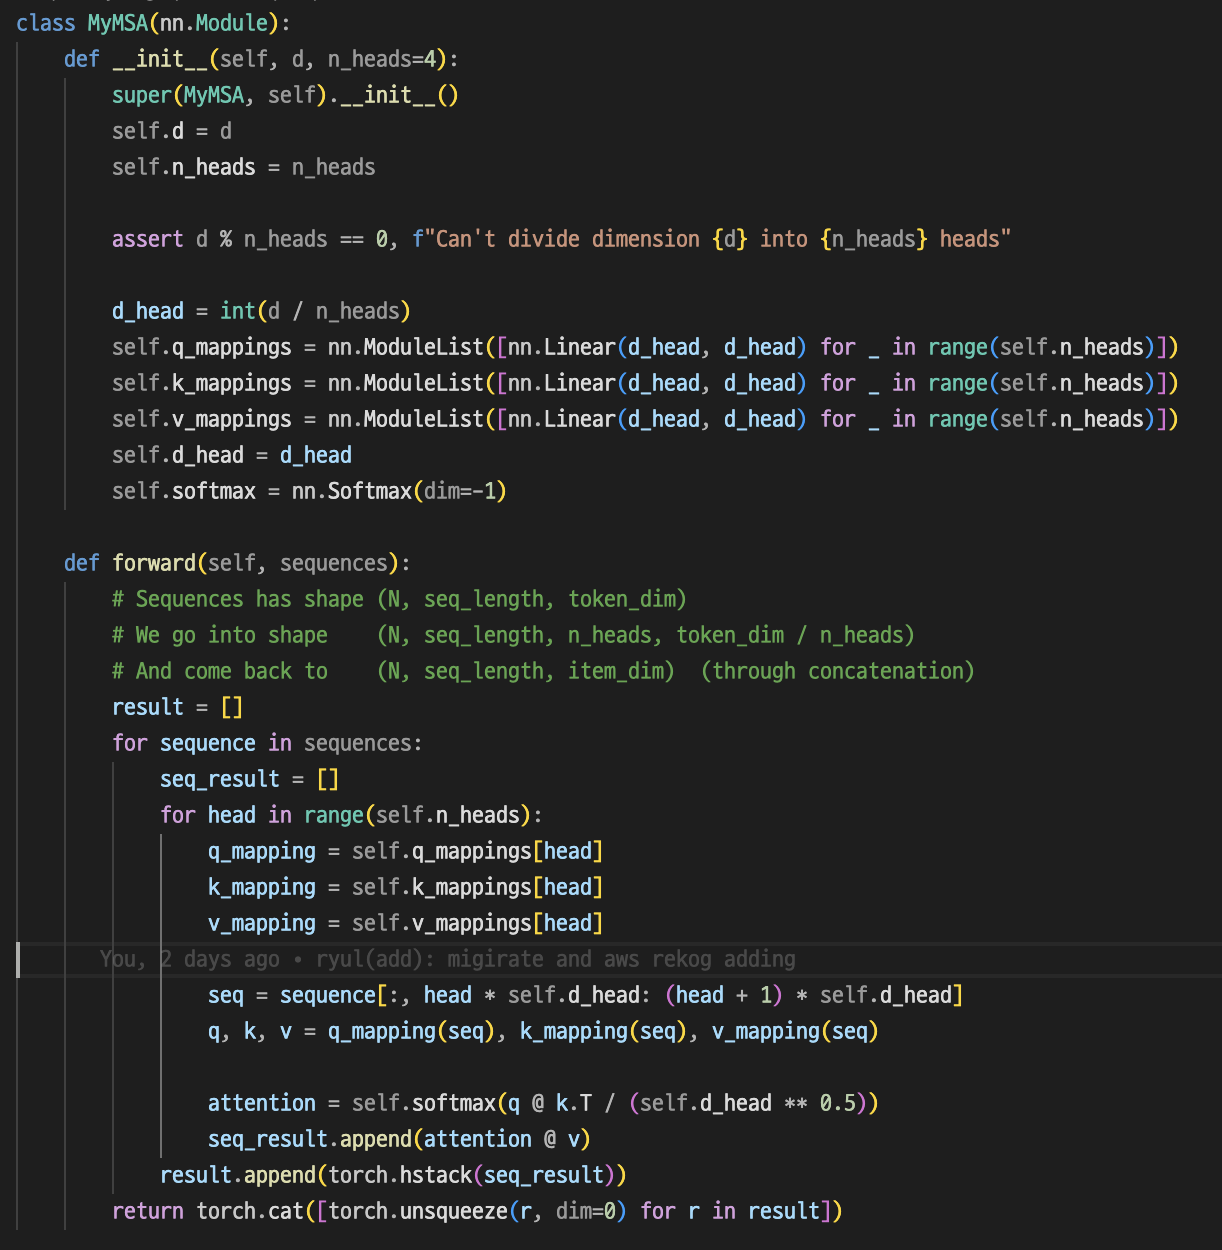 class MyMSA(nn.Module):
    def __init__(self, d, n_heads=4):
        super(MyMSA, self).__init__()
        self.d = d
        self.n_heads = n_heads

        assert d % n_heads == 0, f"Can't divide dimension {d} into {n_heads} heads"

        d_head = int(d / n_heads)
        self.q_mappings = nn.ModuleList([nn.Linear(d_head, d_head) for _ in range(self.n_heads)])
        self.k_mappings = nn.ModuleList([nn.Linear(d_head, d_head) for _ in range(self.n_heads)])
        self.v_mappings = nn.ModuleList([nn.Linear(d_head, d_head) for _ in range(self.n_heads)])
        self.d_head = d_head
        self.softmax = nn.Softmax(dim=-1)

    def forward(self, sequences):
        # Sequences has shape (N, seq_length, token_dim)
        # We go into shape    (N, seq_length, n_heads, token_dim / n_heads)
        # And come back to    (N, seq_length, item_dim)  (through concatenation)
        result = []
        for sequence in sequences:
            seq_result = []
            for head in range(self.n_heads):
                q_mapping = self.q_mappings[head]
                k_mapping = self.k_mappings[head]
                v_mapping = self.v_mappings[head]
       You, 2 days ago • ryul(add): migirate and aws rekog adding
                seq = sequence[:, head * self.d_head: (head + 1) * self.d_head]
                q, k, v = q_mapping(seq), k_mapping(seq), v_mapping(seq)

                attention = self.softmax(q @ k.T / (self.d_head ** 0.5))
                seq_result.append(attention @ v)
            result.append(torch.hstack(seq_result))
        return torch.cat([torch.unsqueeze(r, dim=0) for r in result])